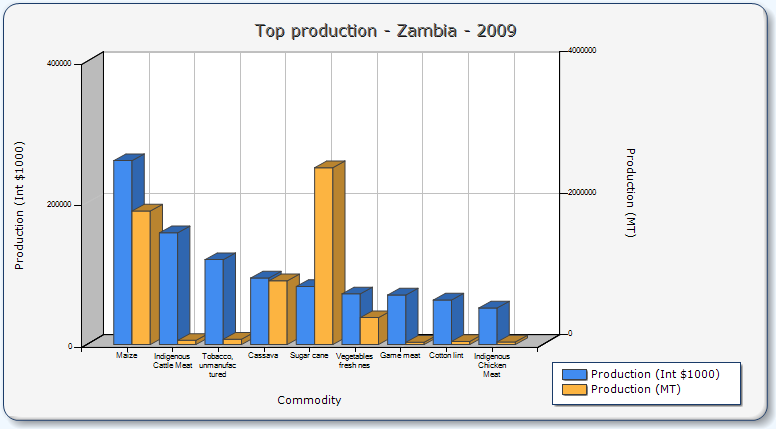 Top production - Zambia - 2009
400000
200000
0
4000000
2000000
0
Production (Int $1000)
Production (MT)
Maize
Indigenous
Cattle Meat
Tobacco,
unmanufac
tured
Cassava
Sugar cane
Vegetables
fresh nes
Game meat
Cotton lint
Indigenous
Chicken
Meat
Commodity
Production (Int $1000)
Production (MT)